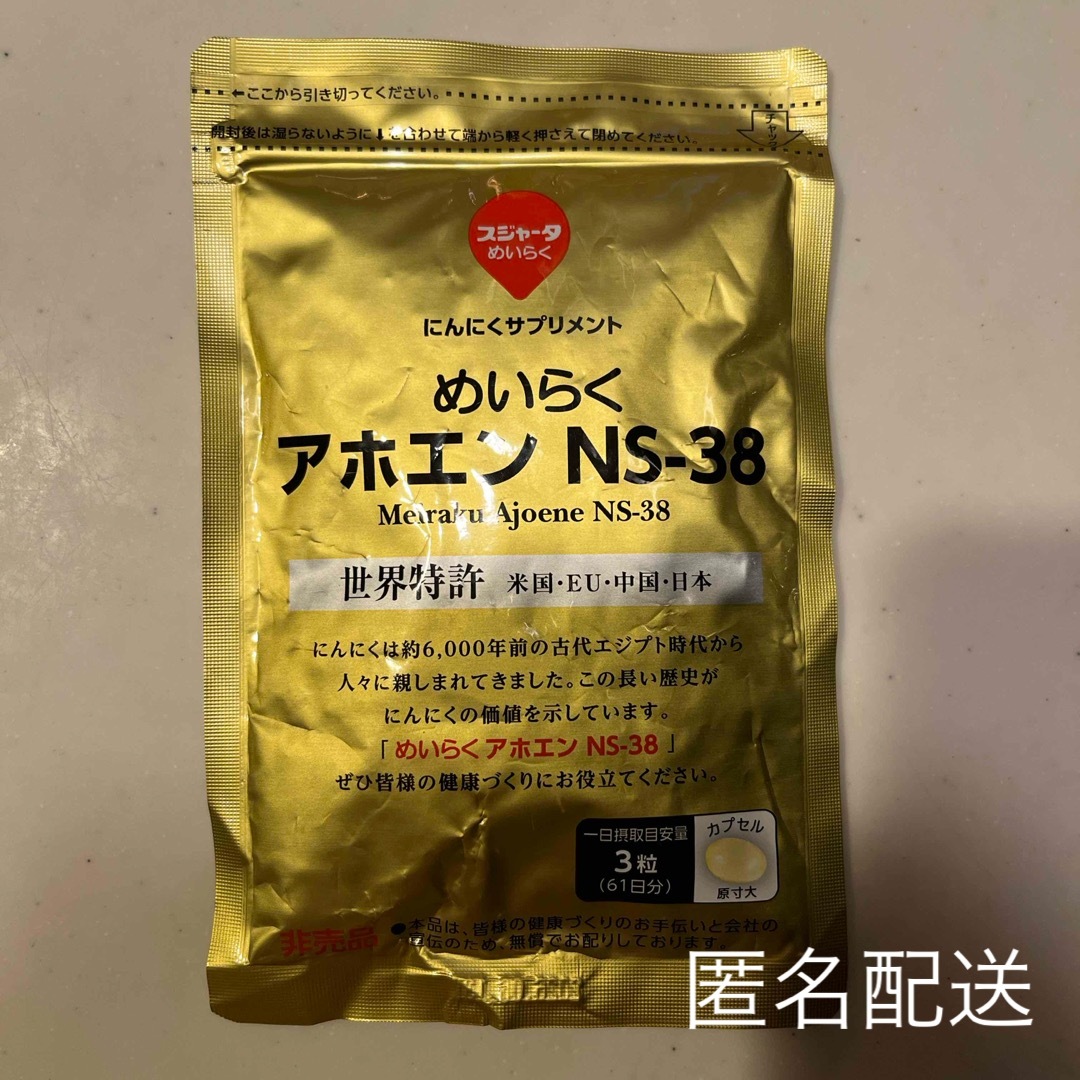 ←ここから引き切ってください。
開封後は湿らないように⬇を合わせて端から軽く押さえて閉めてください。
チャック
スジャータ
めいらく
にんにくサプリメント
めいらく
アホエン NS-38
Meiraku Ajoene NS-38
世界特許 米国・EU・中国・日本
にんにくは約6,000年前の古代エジプト時代から
人々に親しまれてきました。この長い歴史が
にんにくの価値を示しています。
「めいらく アホエン NS-38」
ぜひ皆様の健康づくりにお役立てください。
一日摂取目安量
3粒
(61日分)
カプセル
原寸大
非売品
●本品は、皆様の健康づくりのお手伝いと会社の
宣伝のため、無償でお配りしております。
匿名配送